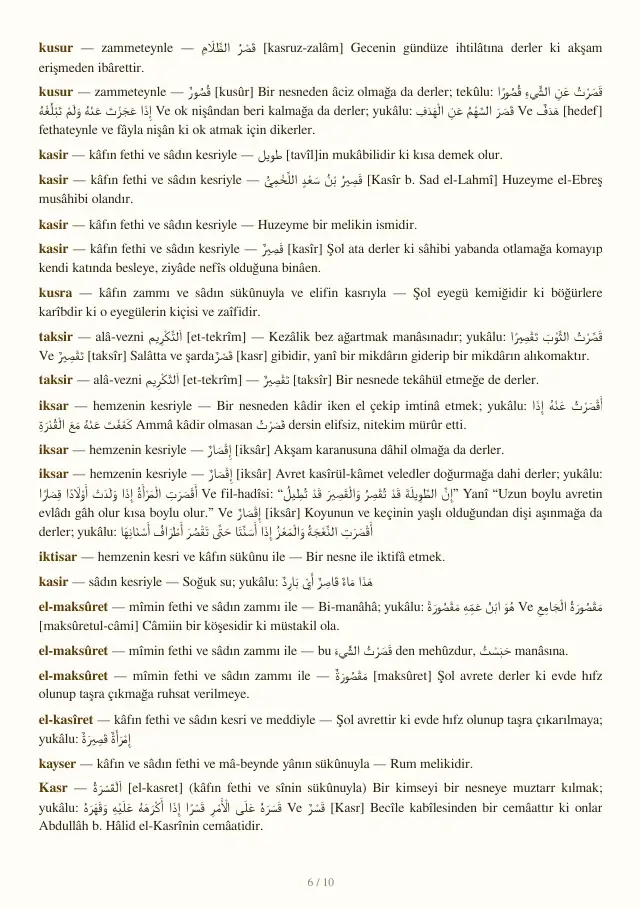 kusur — zammeteynle — قَصْرُ الظَّلَامِ [kasruz-zalâm] Gecenin gündüze ihtilâtına derler ki akşam
erişmeden ibârettir.
kusur — zammeteynle — قُصُورٌ [kusûr] Bir nesneden âciz olmağa da derler; tekûlu: قَصَرْتُ عَنِ الشَّيْءِ قُصُورًا
إِذَا عَجَزْتَ عَنْهُ وَلَمْ تَبْلُغْهُ Ve ok nişândan beri kalmağa da derler; yukâlu: قَصَرَ السَّهْمُ عَنِ الْهَدَفِ Ve هَدَفٌ [hedef]
fethateynle ve fâyla nişân ki ok atmak için dikerler.
kasir — kâfın fethi ve sâdın kesriyle — طويل [tavîl]in mukâbilidir ki kısa demek olur.
kasir — kâfın fethi ve sâdın kesriyle — قَصِيرُ بْنُ سَعْدٍ اللَّخْمِيُّ [Kasîr b. Sad el-Lahmî] Huzeyme el-Ebreş
musâhibi olandır.
kasir — kâfın fethi ve sâdın kesriyle — Huzeyme bir melikin ismidir.
kasir — kâfın fethi ve sâdın kesriyle — قَصِيرٌ [kasîr] Şol ata derler ki sâhibi yabanda otlamağa komayıp
kendi katında besleye, ziyâde nefîs olduğuna binâen.
kusra — kâfın zammı ve sâdın sükûnuyla ve elifin kasrıyla — Şol eyegü kemiğidir ki böğürlere
karîbdir ki o eyegülerin kiçisi ve zaîfidir.
taksir — alâ-vezni اَلتَّكْرِيم [et-tekrîm] — Kezâlik bez ağartmak manâsınadır; yukâlu: قَصَّرْتُ الثَّوْبَ تَقْصِيرًا
Ve تَقْصِيرٌ [taksîr] Salâtta ve şarda قَصْرٌ [kasr] gibidir, yanî bir mikdârın giderip bir mikdârın alıkomaktır.
taksir — alâ-vezni اَلتَّكْرِيم [et-tekrîm] — تَقْصِيرٌ [taksîr] Bir nesnede tekâhül etmeğe de derler.
iksar — hemzenin kesriyle — Bir nesneden kâdir iken el çekip imtinâ etmek; yukâlu: أَقْصَرْتُ عَنْهُ إِذَا
كَفَفْتَ عَنْهُ مَعَ الْقُدْرَةِ Ammâ kâdir olmasan قَصَرْتُ dersin elifsiz, nitekim mürûr etti.
iksar — hemzenin kesriyle — إِقْصَارٌ [iksâr] Akşam karanusuna dâhil olmağa da derler.
iksar — hemzenin kesriyle — إِقْصَارٌ [iksâr] Avret kasîrül-kâmet veledler doğurmağa dahi derler; yukâlu:
أَقْصَرَتِ الْمَرْأَةُ إِذَا وَلَدَتْ أَوْلَادًا قِصَارًا Ve fil-hadîsi: “إِنَّ الطَّوِيلَةَ قَدْ تُقْصِرُ وَالْقَصِيرَ قَدْ تُطِيلُ” Yanî “Uzun boylu avretin
evlâdı gâh olur kısa boylu olur.” Ve إِقْصَارٌ [iksâr] Koyunun ve keçinin yaşlı olduğundan dişi aşınmağa da
derler; yukâlu: أَقْصَرَتِ النَّعْجَةُ وَالْمَعْزُ إِذَا أَسَنَّتَا حَتَّى تَقْصُرَ أَطْرَافُ أَسْنَانِهَا
iktisar — hemzenin kesri ve kâfın sükûnu ile — Bir nesne ile iktifâ etmek.
kasir — sâdın kesriyle — Soğuk su; yukâlu: هَذَا مَاءٌ قَاصِرٌ أَيْ بَارِدٌ
el-maksûret — mîmin fethi ve sâdın zammı ile — Bi-manâhâ; yukâlu: هُوَ ابْنُ عَمِّهِ مَقْصُورَةً Ve مَقْصُورَةُ الْجَامِعِ
[maksûretul-câmi] Câmiin bir köşesidir ki müstakil ola.
el-maksûret — mîmin fethi ve sâdın zammı ile — bu قَصَرْتُ الشَّيْءَ den mehûzdur, حَبَسْتُ manâsına.
el-maksûret — mîmin fethi ve sâdın zammı ile — مَقْصُورَةٌ [maksûret] Şol avrete derler ki evde hıfz
olunup taşra çıkmağa ruhsat verilmeye.
el-kasîret — kâfın fethi ve sâdın kesri ve meddiyle — Şol avrettir ki evde hıfz olunup taşra çıkarılmaya;
yukâlu: إِمْرَأَةٌ قَصِيرَةٌ
kayser — kâfın ve sâdın fethi ve mâ-beynde yânın sükûnuyla — Rum melikidir.
Kasr — اَلْقَسْرَةُ [el-kasret] (kâfın fethi ve sînin sükûnuyla) Bir kimseyi bir nesneye muztarr kılmak;
yukâlu: قَسَرَهُ عَلَى الْأَمْرِ قَسْرًا إِذَا أَكْرَهَهُ عَلَيْهِ وَقَهَرَهُ Ve قَسْرٌ [Kasr] Becîle kabîlesinden bir cemâattır ki onlar
Abdullâh b. Hâlid el-Kasrînin cemâatidir.
6 / 10